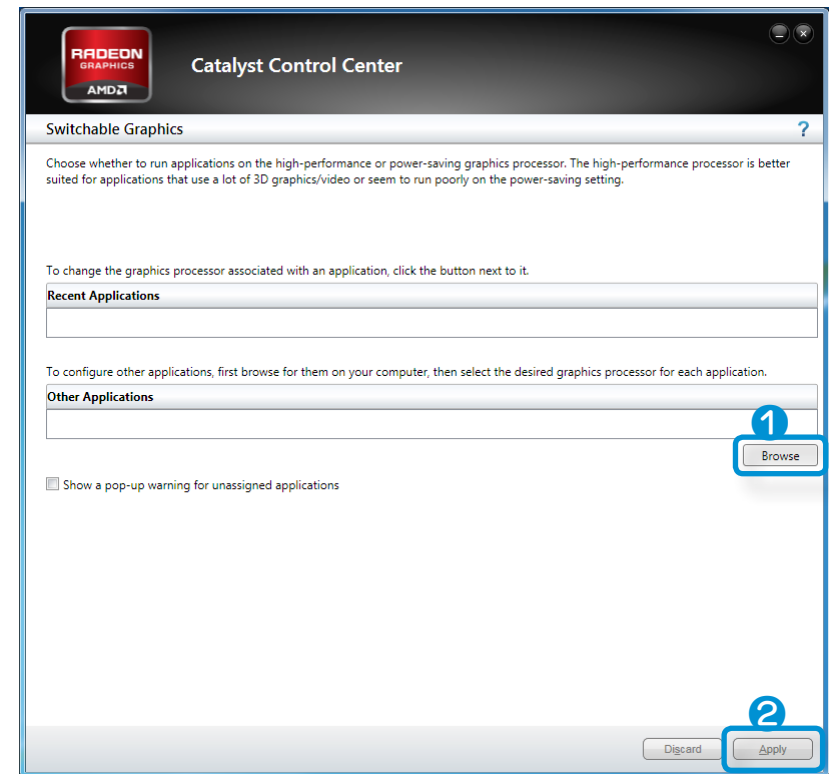 RADEON
GRAPHICS
AMD
Catalyst Control Center
Switchable Graphics
?
Choose whether to run applications on the high-performance or power-saving graphics processor. The high-performance processor is better
suited for applications that use a lot of 3D graphics/video or seem to run poorly on the power-saving setting.
To change the graphics processor associated with an application, click the button next to it.
Recent Applications
To configure other applications, first browse for them on your computer, then select the desired graphics processor for each application.
Other Applications
1
Browse
Show a pop-up warning for unassigned applications
2
Discard
Apply